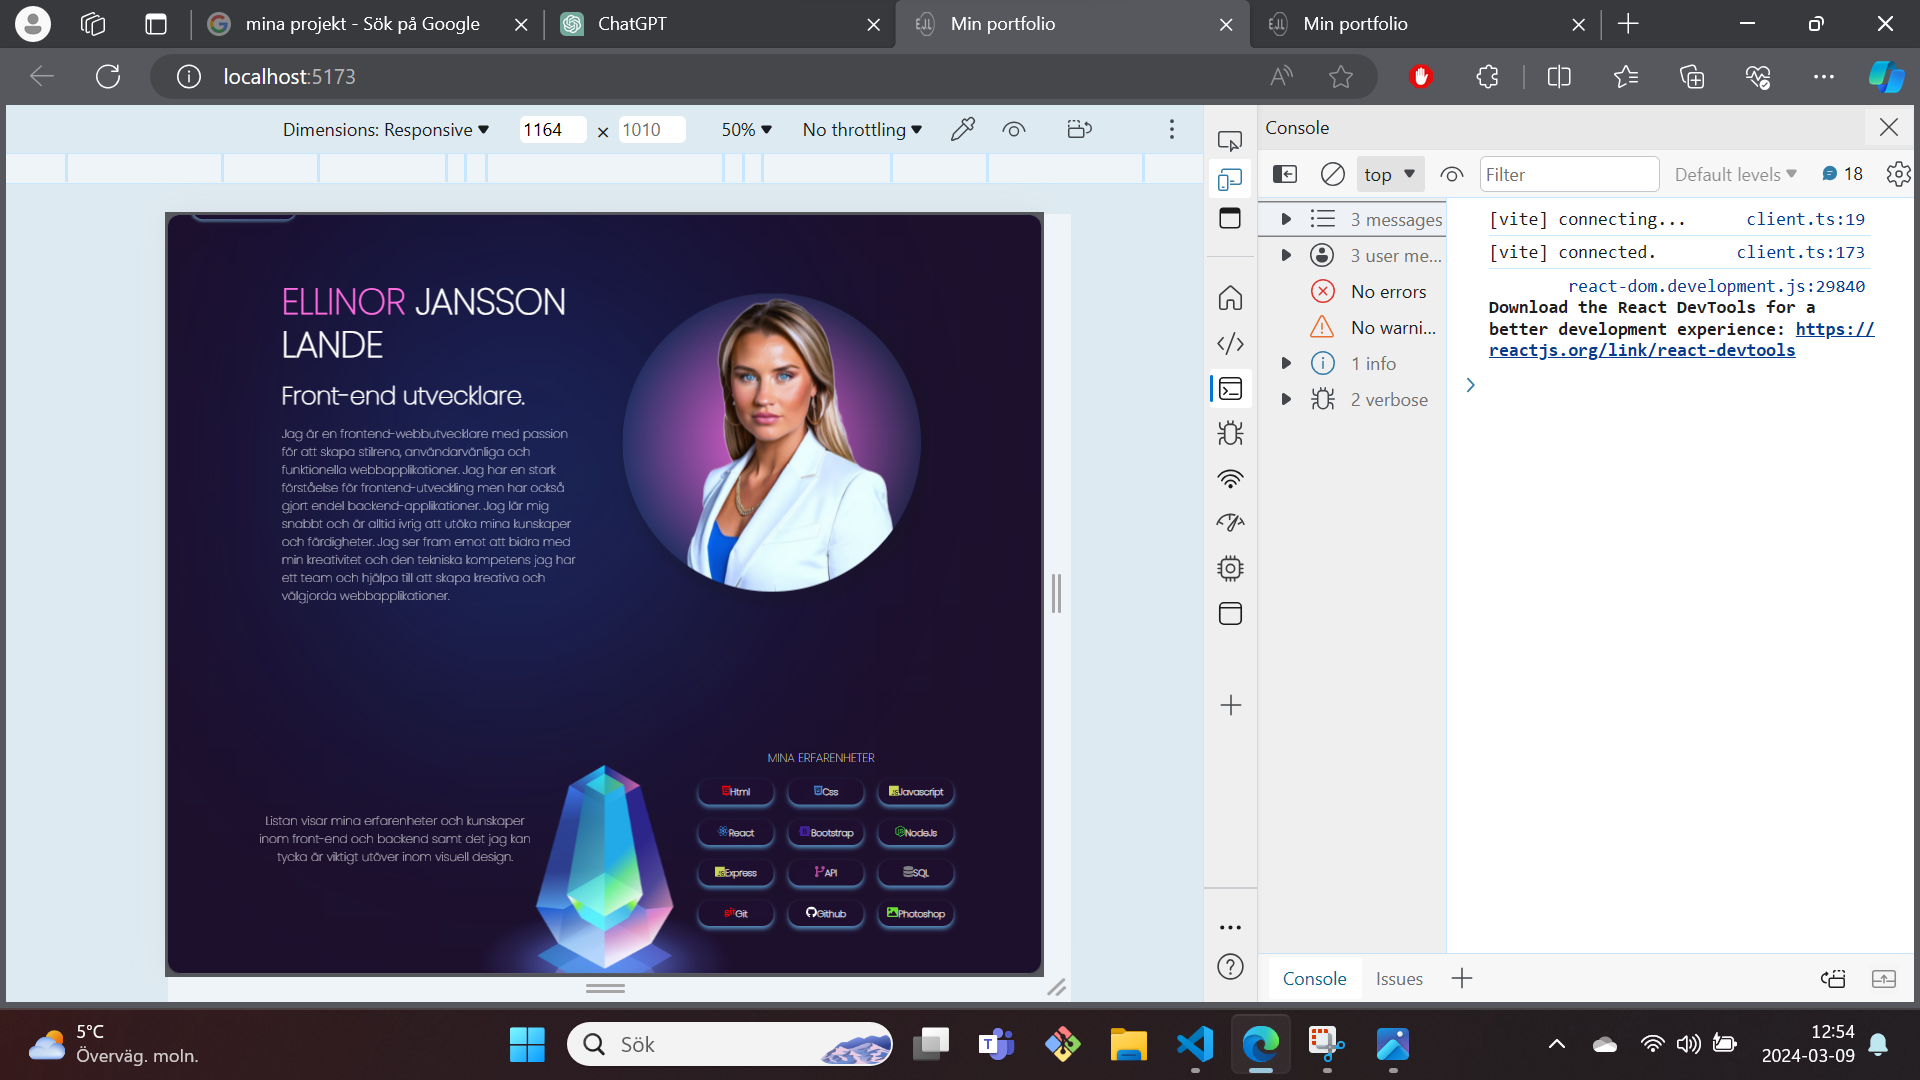 mina projekt - Sök på Google
ChatGPT
Min portfolio
Min portfolio
localhost:5173
Dimensions: Responsive
1164
×
1010
50%
No throttling
Console
top
Filter
Default levels
18
3 messages
3 user me...
No errors
No warni...
1 info
2 verbose
[vite] connecting... client.ts:19
[vite] connected. client.ts:173
react-dom.development.js:29840
Download the React DevTools for a
better development experience: https://
reactjs.org/link/react-devtools
ELLINOR JANSSON
LANDE
Front-end utvecklare.
Jag är en frontend-webbutvecklare med passion
för att skapa stilrena, användarvänliga och
funktionella webbapplikationer. Jag har en stark
förståelse för frontend-utveckling men har också
gjort endel backend-applikationer. Jag lär mig
snabbt och är alltid ivrig att utöka mina kunskaper
och färdigheter. Jag ser fram emot att bidra med
min kreativitet och den tekniska kompetens jag har
ett team och hjälpa till att skapa kreativa och
välgjorda webbapplikationer.
Listan visar mina erfarenheter och kunskaper
inom front-end och backend samt det jag kan
tycka är viktigt utöver inom visuell design.
MINA ERFARENHETER
Html Css Javascript
React Bootstrap NodeJs
Express API SQL
Git Github Photoshop
Console
Issues
5°C
Överväg. moln.
Sök
12:54
2024-03-09